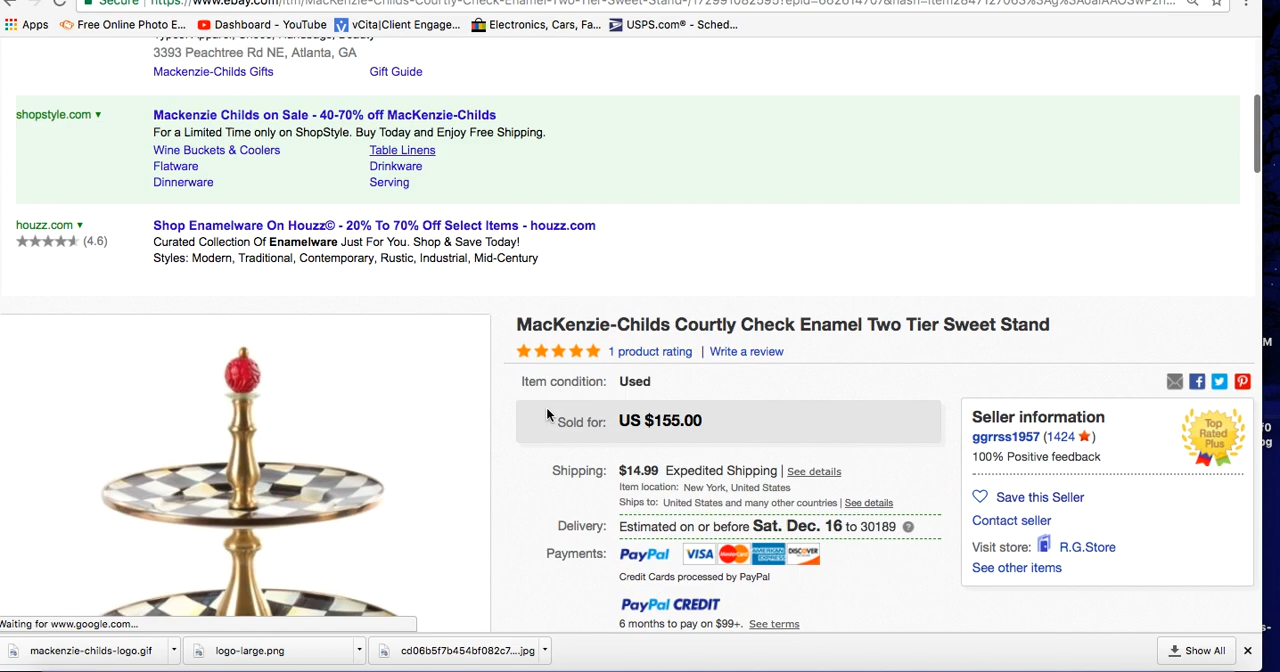 Secure https://www.ebay.com/itm/MacKenzie-Childs-Courtly-Check-Enamel-Two-Tier-Sweet-Stand-/
Apps Free Online Photo E... Dashboard - YouTube vCita|Client Engage... Electronics, Cars, Fa... USPS.com® - Sched...
Types: Apparel, Shoes, Handbags, Beauty
3393 Peachtree Rd NE, Atlanta, GA
Mackenzie-Childs Gifts Gift Guide
shopstyle.com ▾ Mackenzie Childs on Sale - 40-70% off MacKenzie-Childs
For a Limited Time only on ShopStyle. Buy Today and Enjoy Free Shipping.
Wine Buckets & Coolers Table Linens
Flatware Drinkware
Dinnerware Serving
houzz.com ▾ Shop Enamelware On Houzz© - 20% To 70% Off Select Items - houzz.com
(4.6) Curated Collection Of Enamelware Just For You. Shop & Save Today!
Styles: Modern, Traditional, Contemporary, Rustic, Industrial, Mid-Century
MacKenzie-Childs Courtly Check Enamel Two Tier Sweet Stand
1 product rating | Write a review
Item condition: Used
Sold for: US $155.00
Shipping: $14.99 Expedited Shipping | See details
Item location: New York, United States
Ships to: United States and many other countries | See details
Delivery: Estimated on or before Sat. Dec. 16 to 30189
Payments: PayPal VISA MasterCard AMERICAN EXPRESS DISCOVER
Credit Cards processed by PayPal
PayPal CREDIT
6 months to pay on $99+. See terms
Seller information
ggrrss1957 (1424)
100% Positive feedback
Top Rated Plus
Save this Seller
Contact seller
Visit store: R.G.Store
See other items
Waiting for www.google.com...
mackenzie-childs-logo.gif logo-large.png cd06b5f7b454bf082c7....jpg Show All